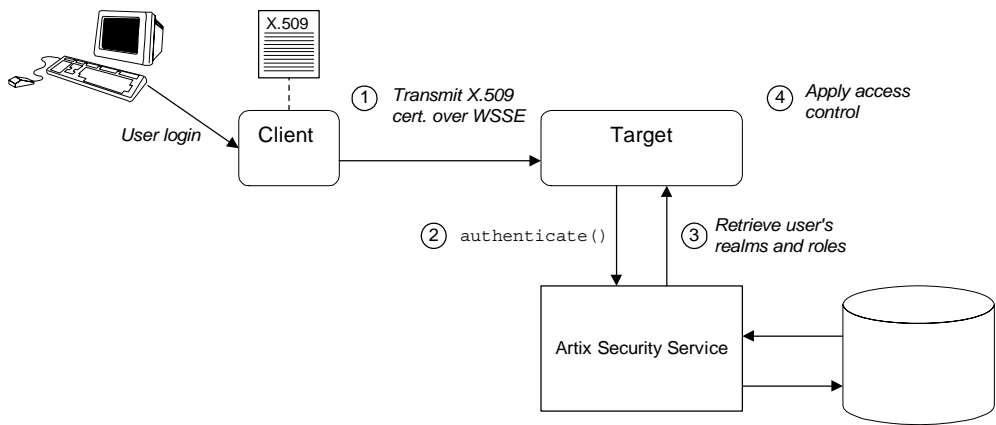 X.509
User login
Client
1
Transmit X.509
cert. over WSSE
Target
4
Apply access
control
2
authenticate()
3
Retrieve user's
realms and roles
Artix Security Service